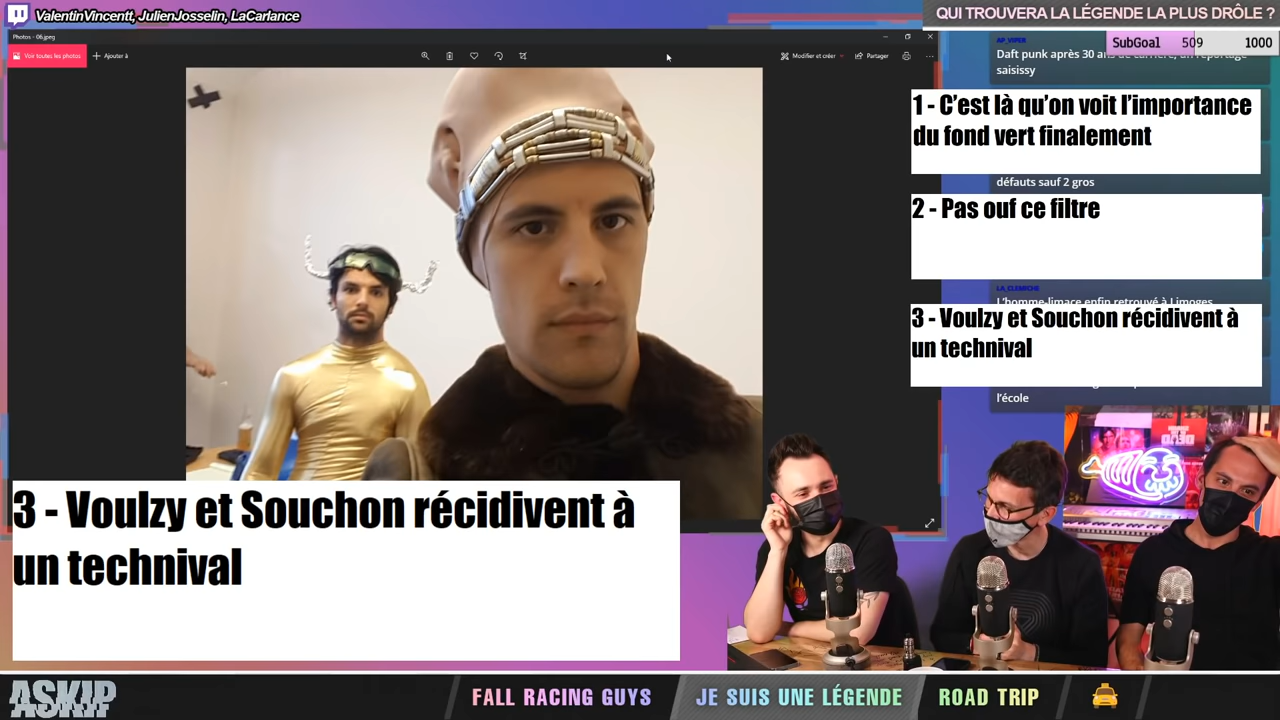 ValentinVincentt, JulienJosselin, LaCarlance
QUI TROUVERA LA LÉGENDE LA PLUS DRÔLE ?
Photos - 06.jpeg
Voir toutes les photos
Ajouter à
Modifier et créer
Partager
AP_VIPER
SubGoal 509 1000
Daft punk après 30 ans de carrière, un reportage
saisissy
1 - C'est là qu'on voit l'importance
du fond vert finalement
défauts sauf 2 gros
2 - Pas ouf ce filtre
LA_CLEMICHE
L'homme-limace enfin retrouvé à Limoges
3 - Voulzy et Souchon récidivent à
un technival
l'école
3 - Voulzy et Souchon récidivent à
un technival
ASKIP
FALL RACING GUYS
JE SUIS UNE LÉGENDE
ROAD TRIP